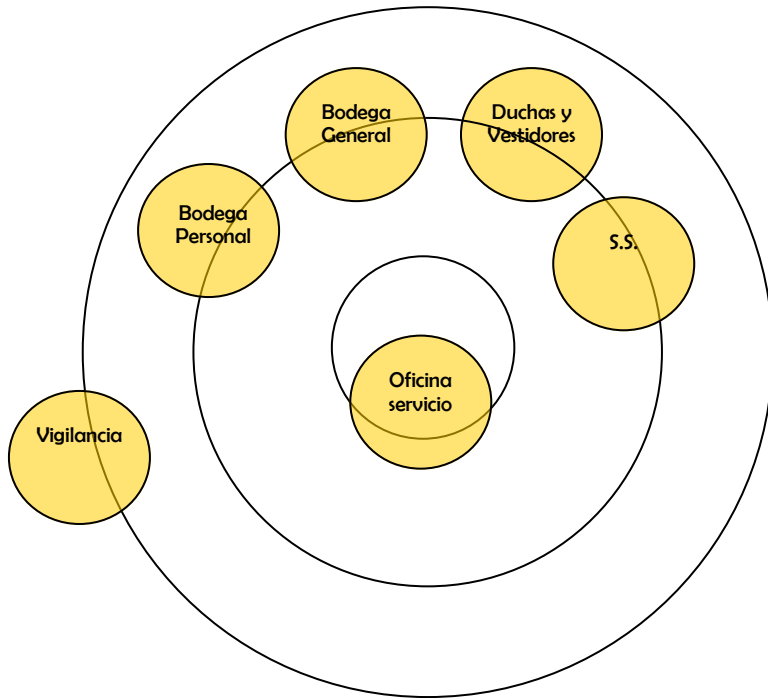 Bodega
General
Duchas y
Vestidores
Bodega
Personal
S.S.
Oficina
servicio
Vigilancia